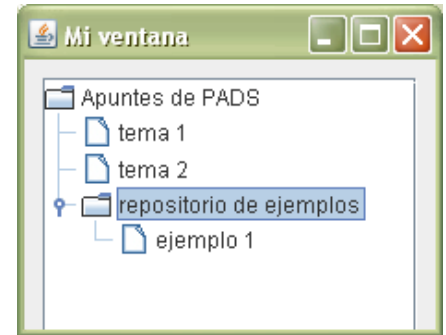 Mi ventana
Apuntes de PADS
tema 1
tema 2
repositorio de ejemplos
ejemplo 1